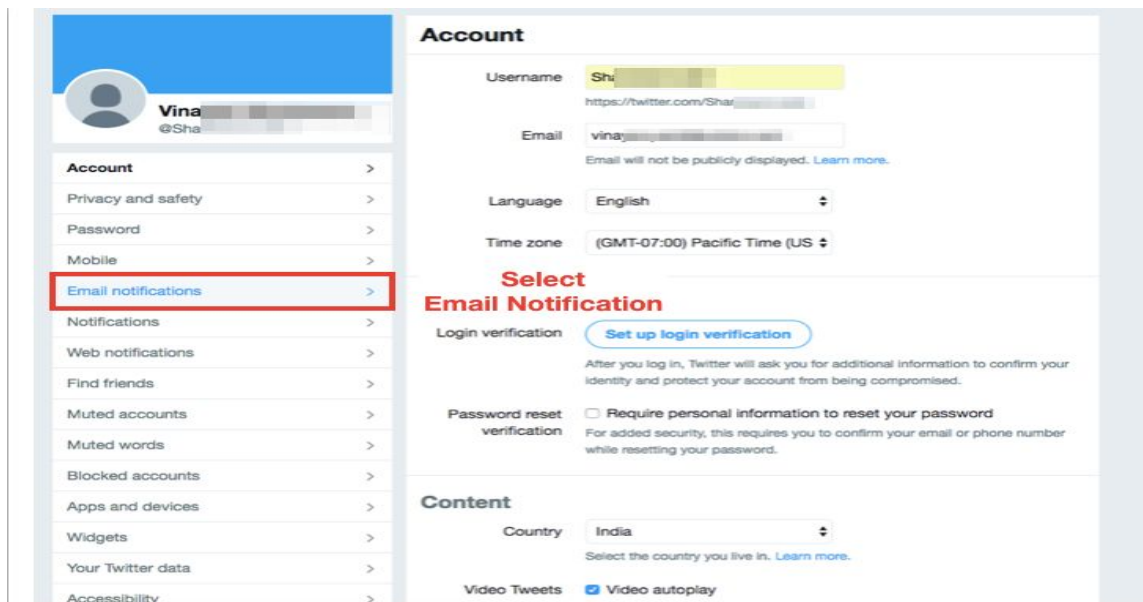 Vina
@Sha
Account
Privacy and safety
Password
Mobile
Email notifications
Notifications
Web notifications
Find friends
Muted accounts
Muted words
Blocked accounts
Apps and devices
Widgets
Your Twitter data
Accessibility
Account
Username
Sha
https://twitter.com/Shar
Email
vinay
Email will not be publicly displayed. Learn more.
Language
English
Time zone
(GMT-07:00) Pacific Time (US
Select
Email Notification
Login verification
Set up login verification
After you log in, Twitter will ask you for additional information to confirm your
identity and protect your account from being compromised.
Password reset
verification
Require personal information to reset your password
For added security, this requires you to confirm your email or phone number
while resetting your password.
Content
Country
India
Select the country you live in. Learn more.
Video Tweets
Video autoplay